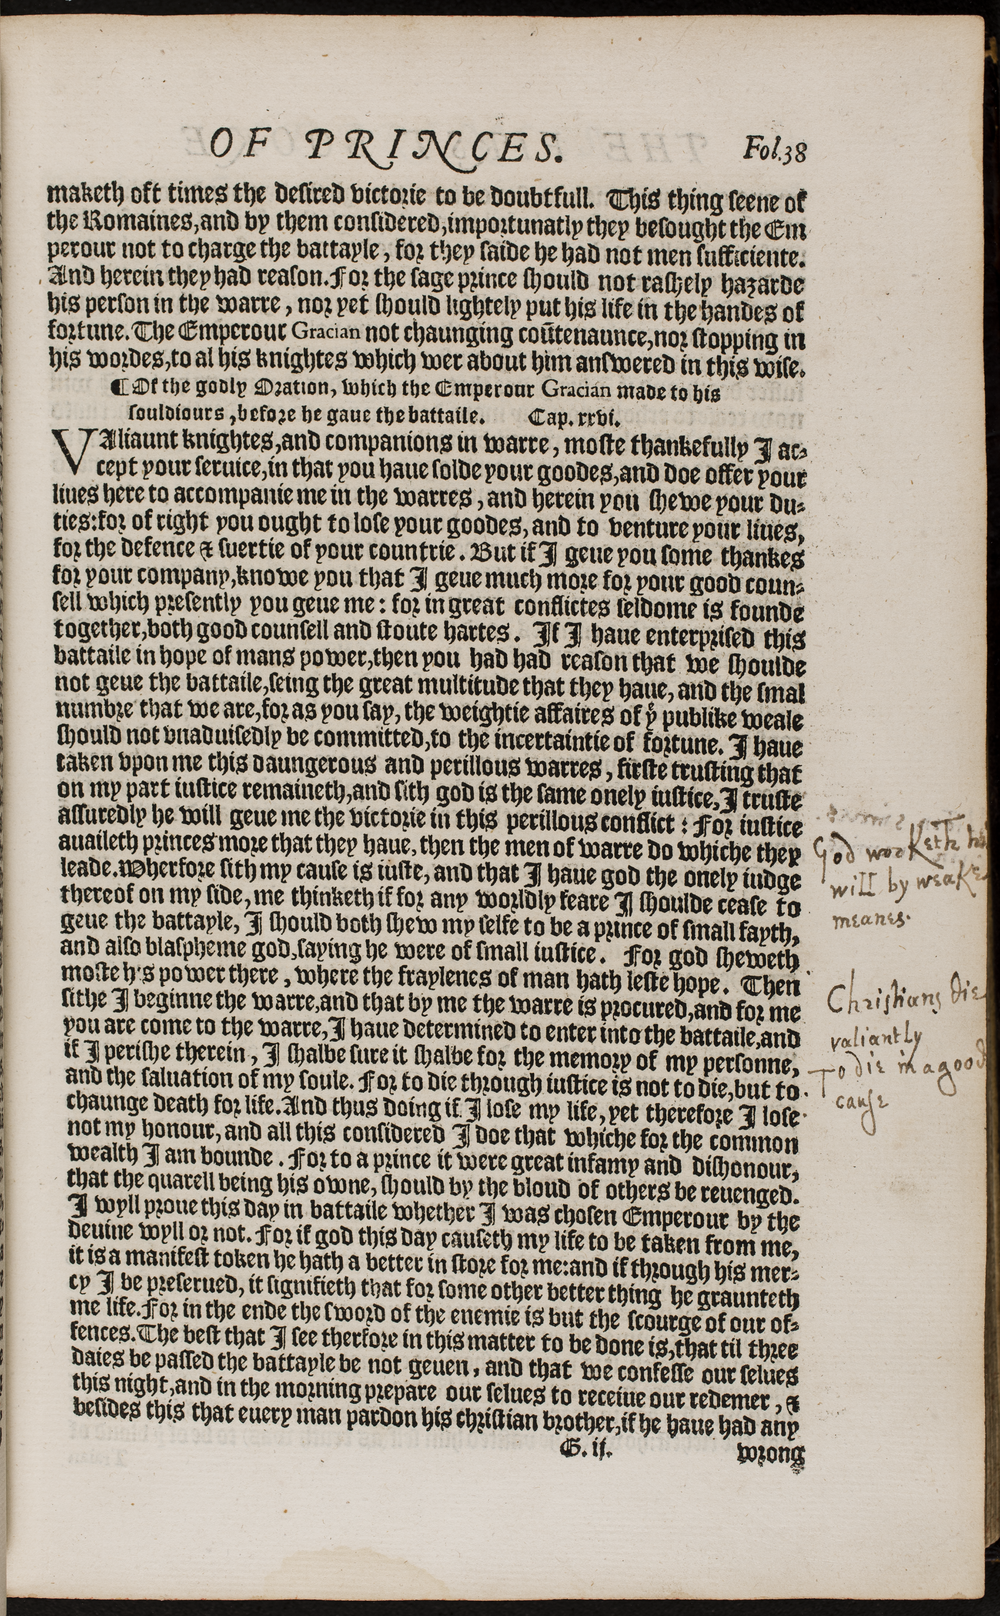 OF PRINCES. Fol.38
maketh oft times the desired victorie to be doubtfull. This thing seene of
the Romaines,and by them considered,importunatly they besought the Em
perour not to charge the battayle, for they saide he had not men sufficiente.
And herein they had reason.For the sage prince should not rashely hazarde
his person in the warre, nor yet should lightely put his life in the handes of
fortune. The Emperour Gracian not chaunging coūtenaunce,nor stopping in
his wordes,to al his knightes which wer about him answered in this wise.
¶Of the godly Oration, which the Emperour Gracian made to his
souldiours, before he gaue the battaile. Cap. xxvi.
VAliaunt knightes,and companions in warre, moste thankefully I ac-
cept your seruice,in that you haue solde your goodes,and doe offer your
liues here to accompanie me in the warres, and herein you shewe your du-
ties:for of right you ought to lose your goodes, and to venture your liues,
for the defence & suertie of your countrie. But if I geue you some thankes
for your company,knowe you that I geue much more for your good coun-
sell which presently you geue me: for in great conflictes seldome is founde
together,both good counsell and stoute hartes. If I haue enterprised this
battaile in hope of mans power,then you had had reason that we shoulde
not geue the battaile,seing the great multitude that they haue, and the smal
numbre that we are,for as you say, the weightie affaires of yͤ publike weale
should not vnaduisedly be committed,to the incertaintie of fortune. I haue
taken vpon me this daungerous and perillous warres, firste trusting that
on my part iustice remaineth,and sith god is the same onely iustice,I truste
assuredly he will geue me the victorie in this perillous conflict: For iustice
auaileth princes more that they haue, then the men of warre do whiche they
leade.Wherfore sith my cause is iuste, and that I haue god the onely iudge
thereof on my side, me thinketh if for any worldly feare I shoulde cease to
geue the battayle, I should both shew my selfe to be a prince of small fayth,
and also blaspheme god,saying he were of small iustice. For god sheweth
moste h's power there, where the fraylenes of man hath leste hope. Then
sithe I beginne the warre,and that by me the warre is procured,and for me
you are come to the warre,I haue determined to enter into the battaile,and
if I perishe therein, I shalbe sure it shalbe for the memory of my personne,
and the saluation of my soule. For to die through iustice is not to die,but to
chaunge death for life.And thus doing if I lose my life, yet therefore I lose
not my honour, and all this considered I doe that whiche for the common
wealth I am bounde. For to a prince it were great infamy and dishonour,
that the quarell being his owne, should by the bloud of others be reuenged.
I wyll proue this day in battaile whether I was chosen Emperour by the
deuine wyll or not. For if god this day causeth my life to be taken from me,
it is a manifest token he hath a better in store for me:and if through his mer-
cy I be preserued, it signifieth that for some other better thing he graunteth
me life.For in the ende the sword of the enemie is but the scourge of our of-
fences.The best that I see therfore in this matter to be done is,that til three
daies be passed the battayle be not geuen, and that we confesse our selues
this night,and in the morning prepare our selues to receiue our redemer, &
besides this that euery man pardon his christian brother,if he haue had any
G. ii. wrong
God worketh his
will by weake
meanes.
Christians die
valiantly
To die in a good
cause